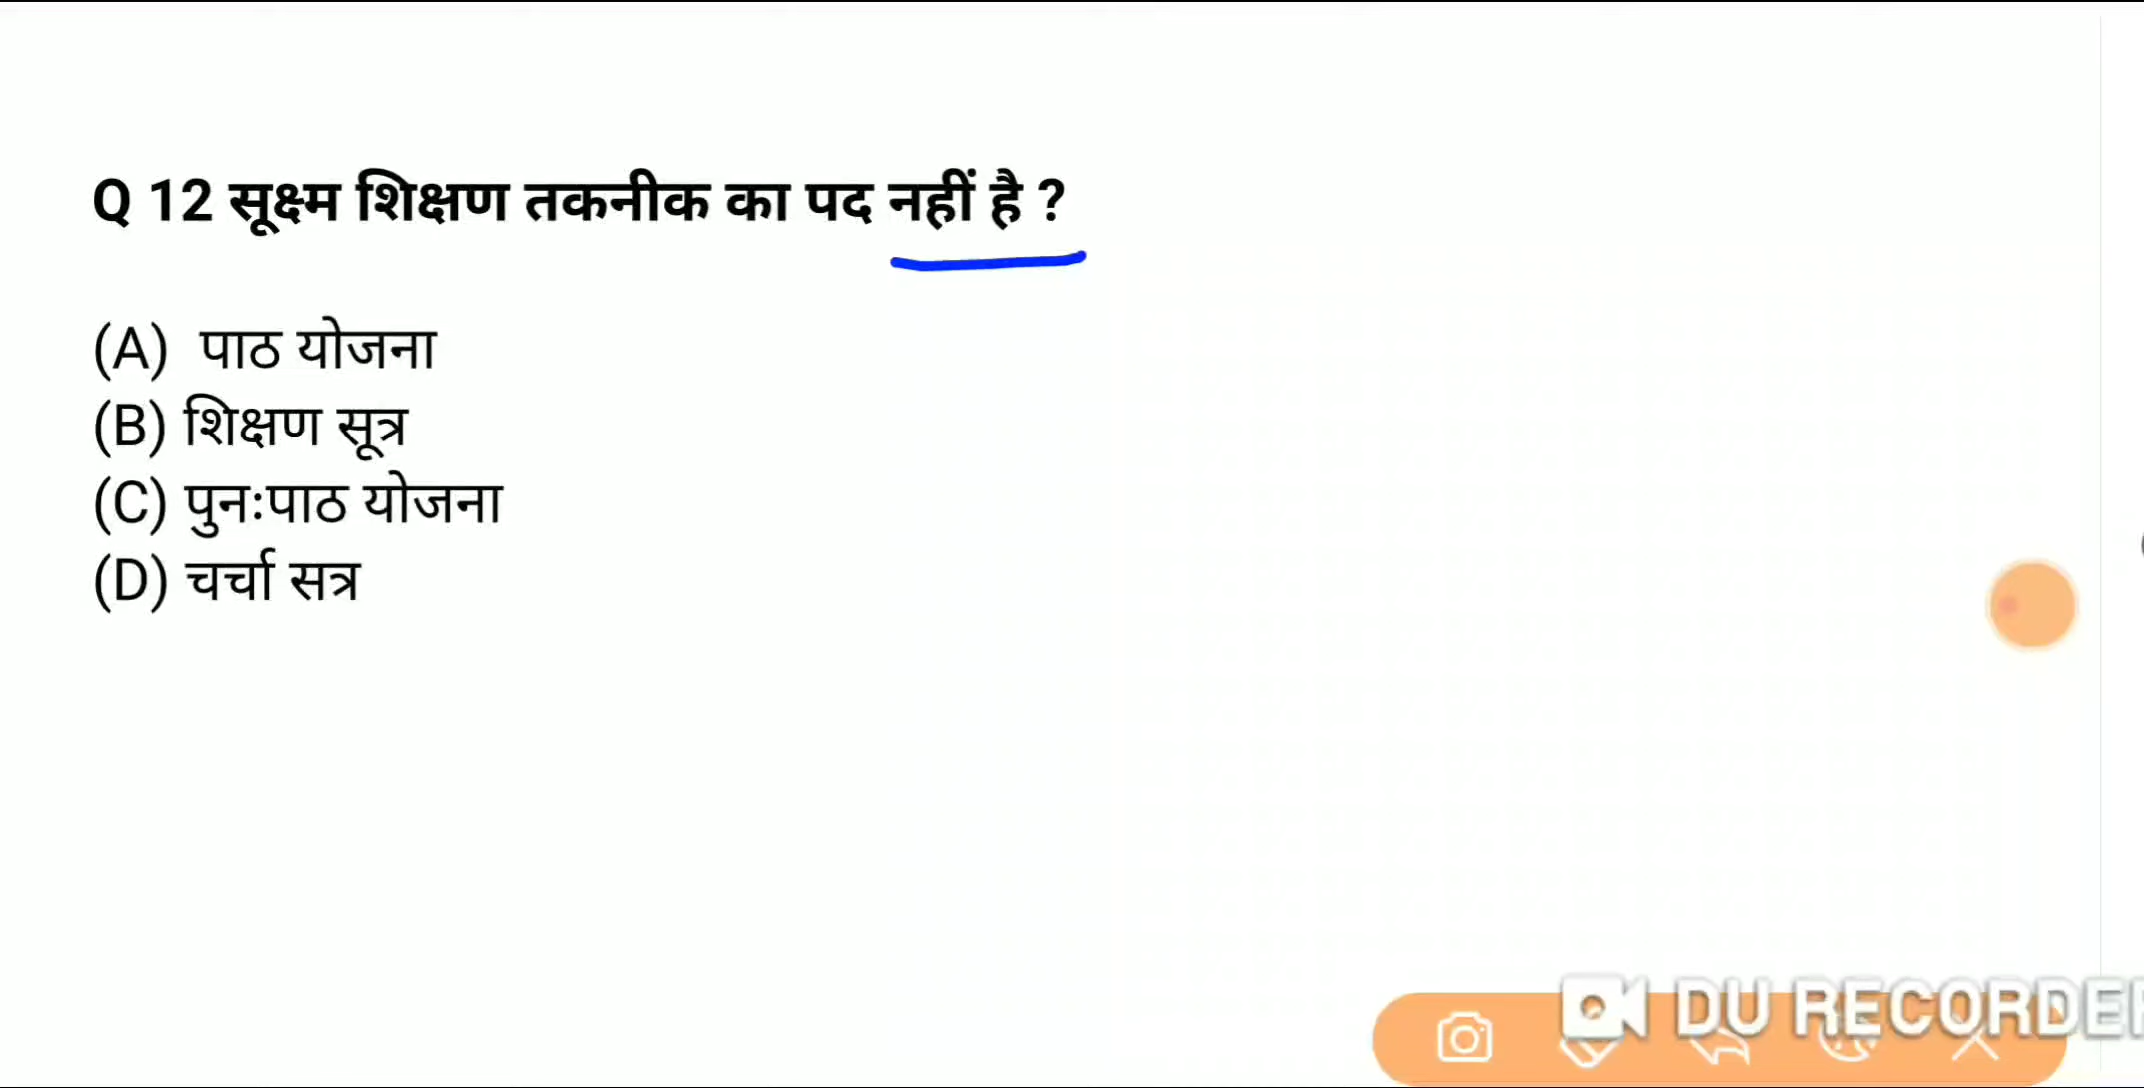 Q 12 सूक्ष्म शिक्षण तकनीक का पद नहीं है ?
(A) पाठ योजना
(B) शिक्षण सूत्र
(C) पुनःपाठ योजना
(D) चर्चा सत्र
DU RECORDER